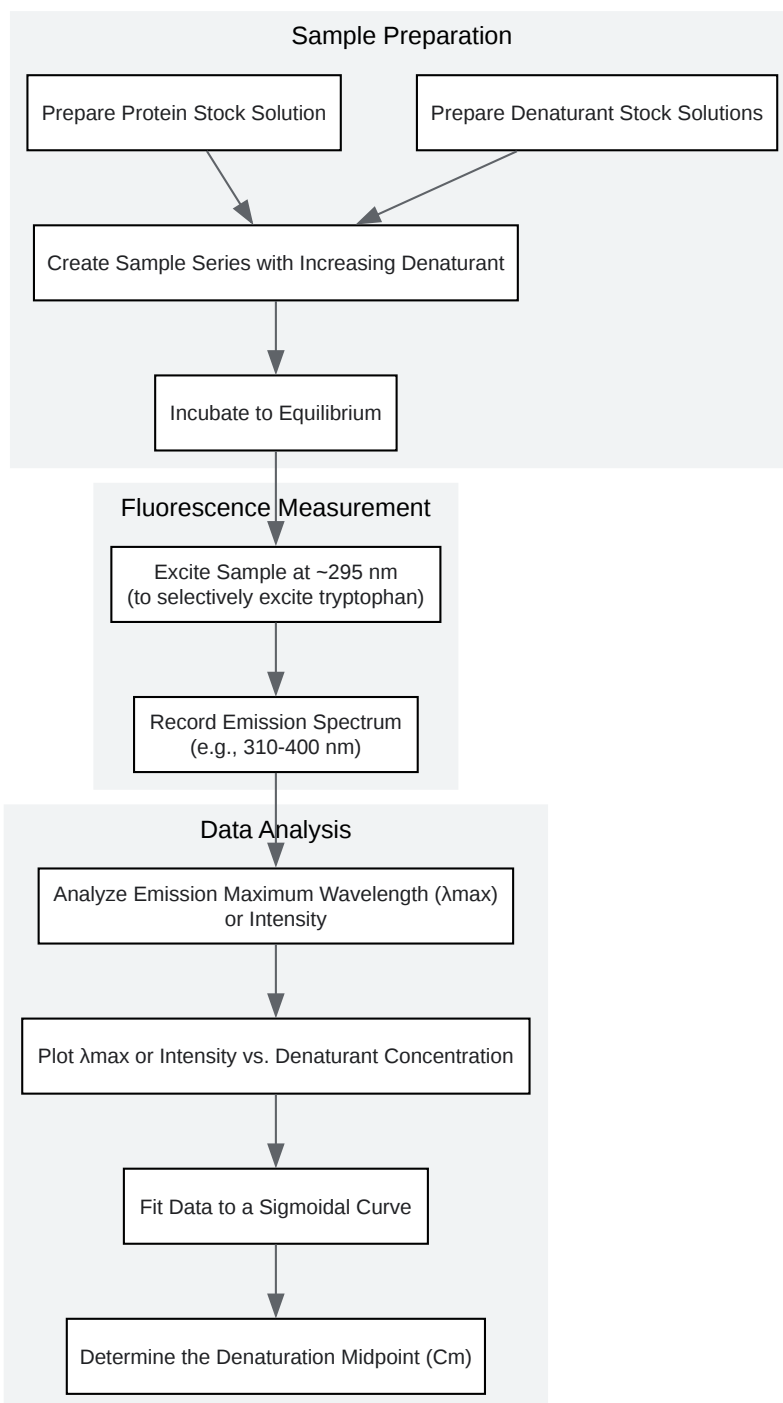 Sample Preparation
Prepare Protein Stock Solution
Prepare Denaturant Stock Solutions
Create Sample Series with Increasing Denaturant
Incubate to Equilibrium
Fluorescence Measurement
Excite Sample at ~295 nm
(to selectively excite tryptophan)
Record Emission Spectrum
(e.g., 310-400 nm)
Data Analysis
Analyze Emission Maximum Wavelength (λmax)
or Intensity
Plot λmax or Intensity vs. Denaturant Concentration
Fit Data to a Sigmoidal Curve
Determine the Denaturation Midpoint (Cm)